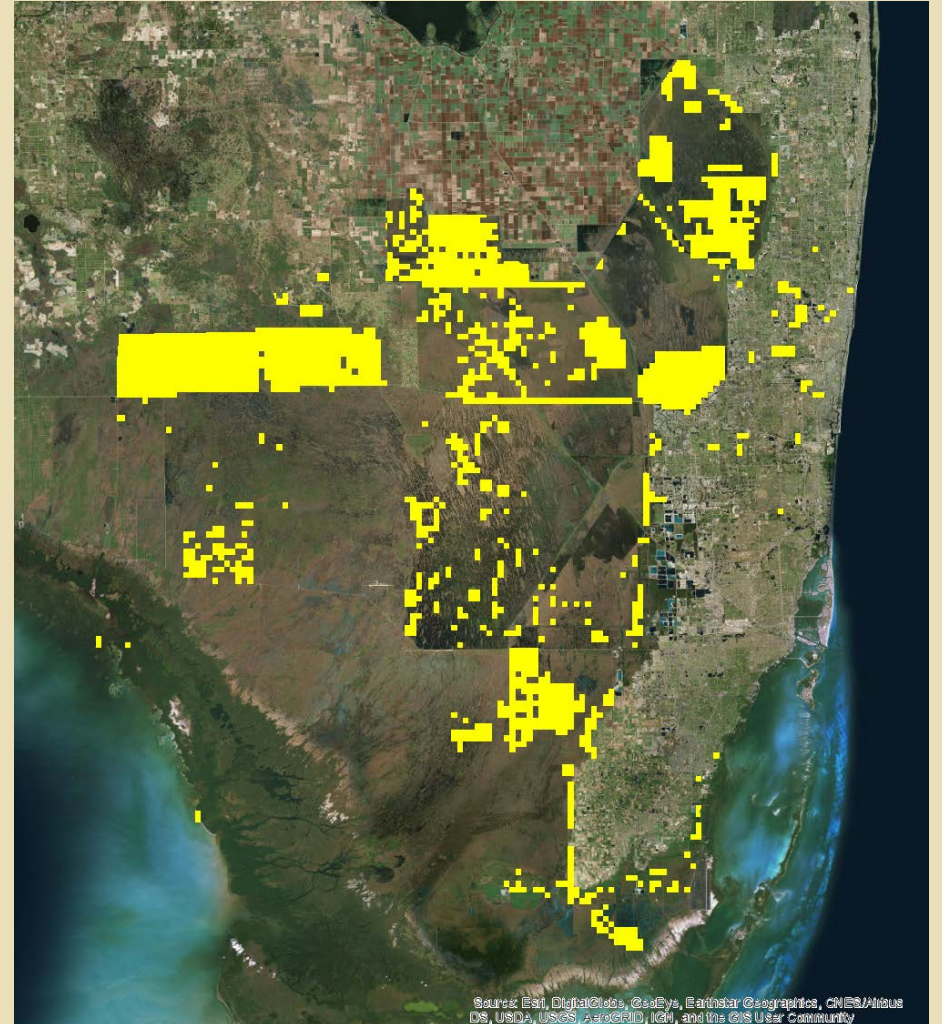 Source: Esri, DigitalGlobe, GeoEye, Earthstar Geographics, CNES/Airbus
DS, USDA, USGS, AeroGRID, IGN, and the GIS User Community